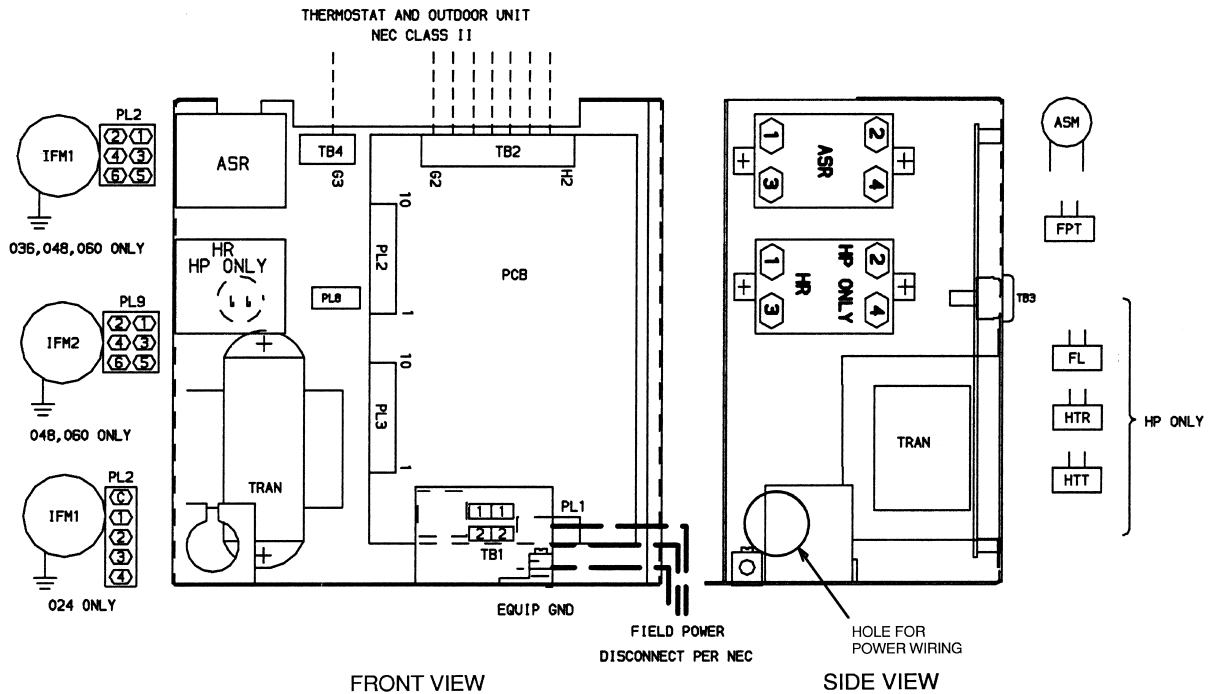 THERMOSTAT AND OUTDOOR UNIT
NEC CLASS II
PL2
IFM1
2 1
4 3
6 5
036,048,060 ONLY
PL9
IFM2
2 1
4 3
6 5
048,060 ONLY
PL2
IFM1
C
1
2
3
4
024 ONLY
ASR
TB4
G3
TB2
G2
H2
HR
HP ONLY
PL8
10
PL2
1
PCB
10
PL3
1
TRAN
1 1
2 2
TB1
PL1
EQUIP GND
FIELD POWER
DISCONNECT PER NEC
FRONT VIEW
1 2
ASR
3 4
1 2
HR
HP ONLY
3 4
TB3
TRAN
HOLE FOR
POWER WIRING
SIDE VIEW
ASM
FPT
FL
HTR
HTT
HP ONLY